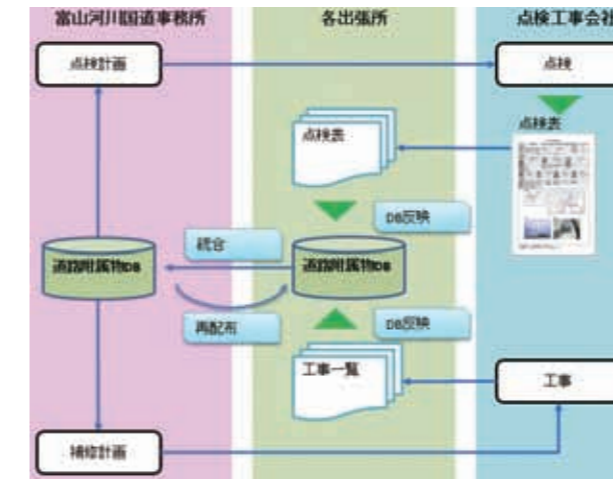 富山河川国道事務所
各出張所
点検工事会社
点検計画
点検
点検表
点検表
DB反映
統合
道路附属物DB
道路附属物DB
再配布
DB反映
工事一覧
工事
補修計画